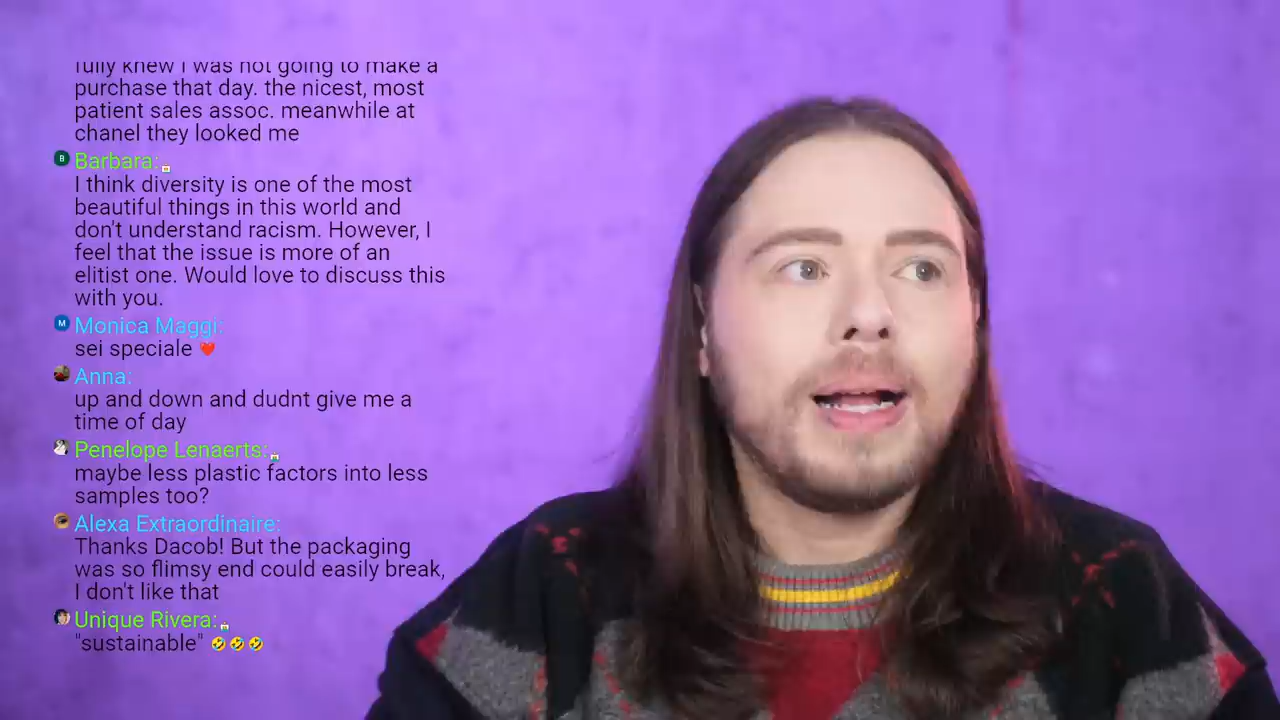 fully knew I was not going to make a
purchase that day. the nicest, most
patient sales assoc. meanwhile at
chanel they looked me
B Barbara:
I think diversity is one of the most
beautiful things in this world and
don't understand racism. However, I
feel that the issue is more of an
elitist one. Would love to discuss this
with you.
M Monica Maggi:
sei speciale ❤️
Anna:
up and down and dudnt give me a
time of day
Penelope Lenaerts:
maybe less plastic factors into less
samples too?
Alexa Extraordinaire:
Thanks Dacob! But the packaging
was so flimsy end could easily break,
I don't like that
Unique Rivera:
"sustainable" 🤣🤣🤣